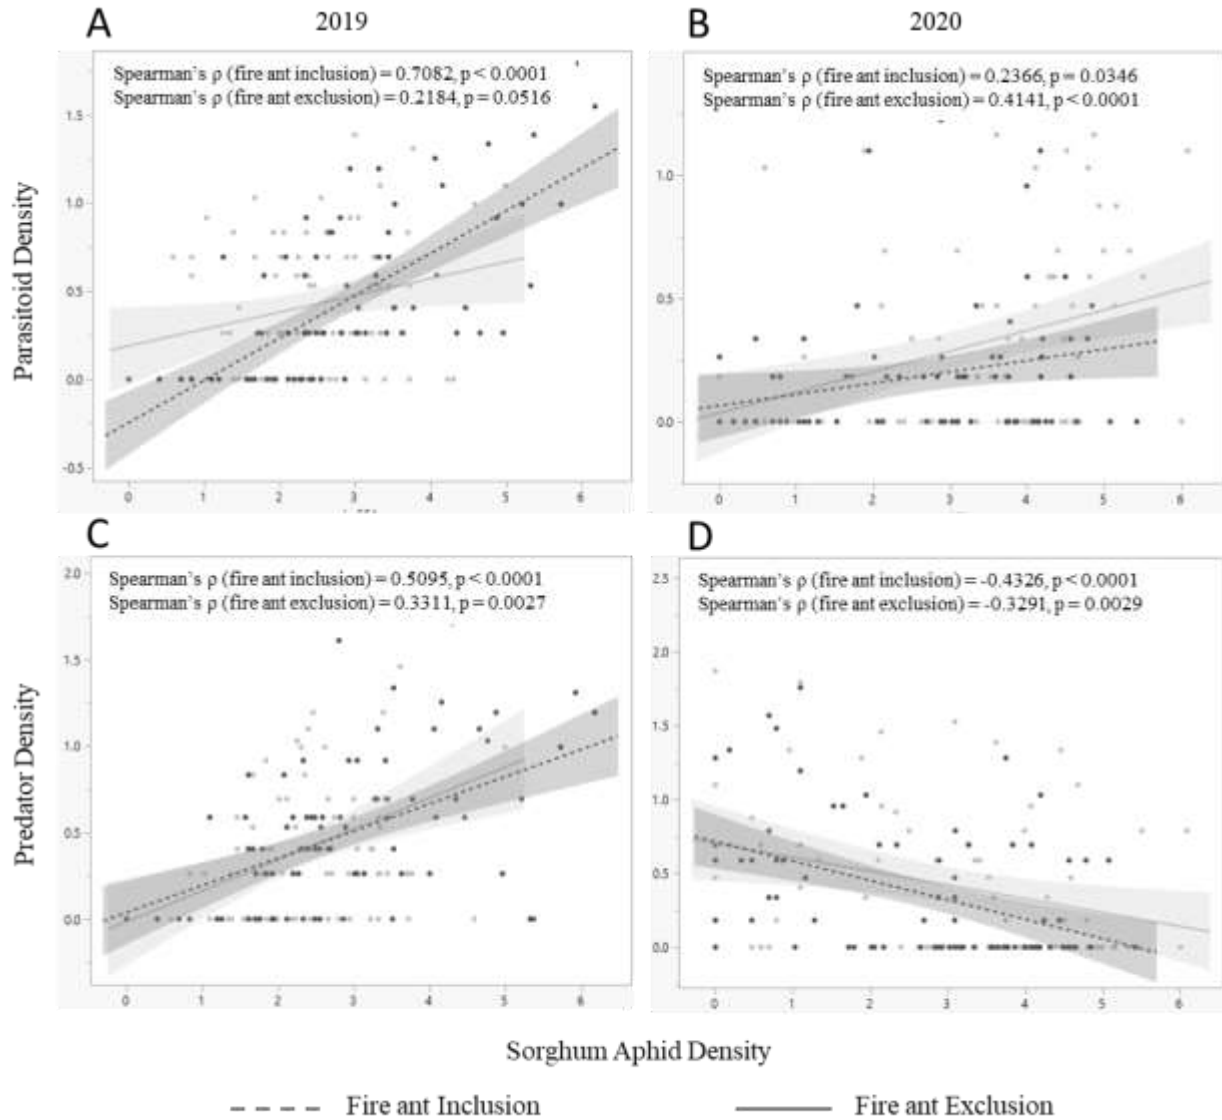 A 2019 B 2020
Spearman's ρ (fire ant inclusion) = 0.7082, p < 0.0001
Spearman's ρ (fire ant exclusion) = 0.2184, p = 0.0516
Spearman's ρ (fire ant inclusion) = 0.2366, p = 0.0346
Spearman's ρ (fire ant exclusion) = 0.4141, p < 0.0001
Parasitoid Density
1.5
1.0
0.5
0.0
-0.5
0 1 2 3 4 5 6
1.0
0.5
0.0
0 1 2 3 4 5 6
C D
Spearman's ρ (fire ant inclusion) = 0.5095, p < 0.0001
Spearman's ρ (fire ant exclusion) = 0.3311, p = 0.0027
Spearman's ρ (fire ant inclusion) = -0.4326, p < 0.0001
Spearman's ρ (fire ant exclusion) = -0.3291, p = 0.0029
Predator Density
2.0
1.5
1.0
0.5
0.0
0 1 2 3 4 5 6
2.5
2.0
1.5
1.0
0.5
0.0
0 1 2 3 4 5 6
Sorghum Aphid Density
Fire ant Inclusion Fire ant Exclusion